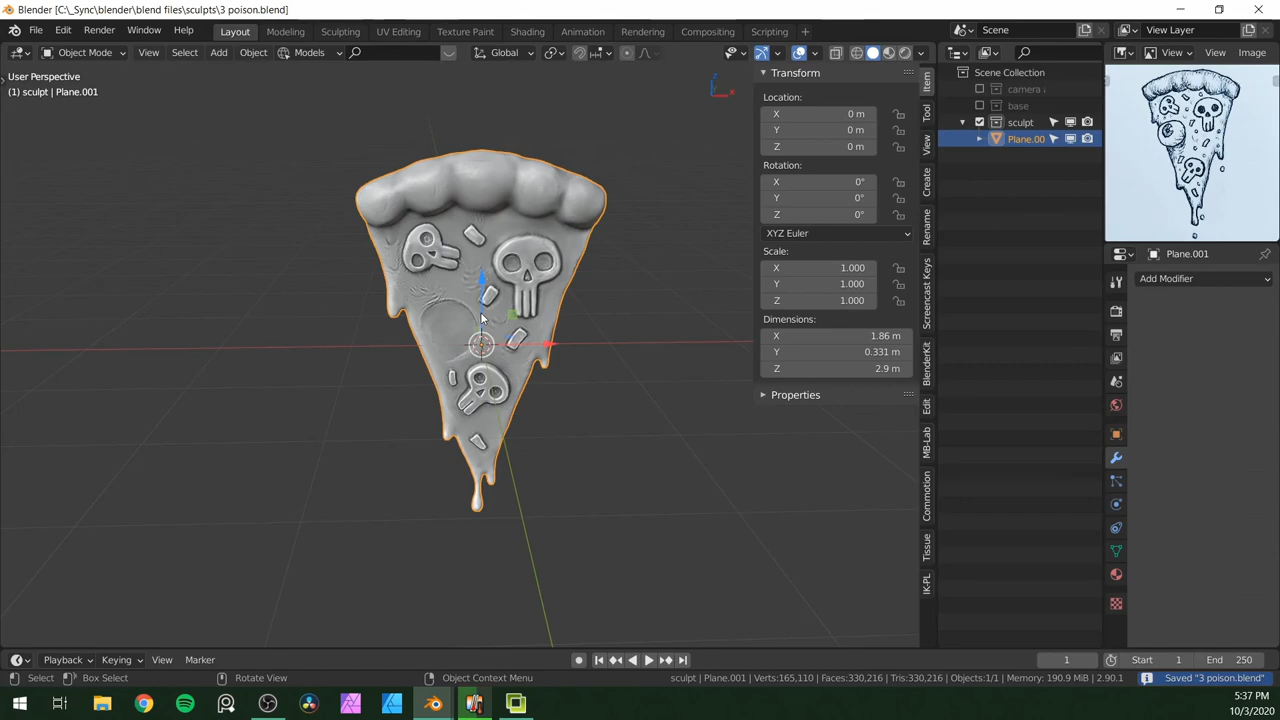 Blender [C:\_Sync\blender\blend files\sculpts\3 poison.blend]
File Edit Render Window Help Layout Modeling Sculpting UV Editing Texture Paint Shading Animation Rendering Compositing Scripting + Scene View Layer
Object Mode View Select Add Object Models Global View View Image
User Perspective
(1) sculpt | Plane.001
Z
X
Transform
Location:
X 0 m
Y 0 m
Z 0 m
Rotation:
X 0°
Y 0°
Z 0°
XYZ Euler
Scale:
X 1.000
Y 1.000
Z 1.000
Dimensions:
X 1.86 m
Y 0.331 m
Z 2.9 m
Properties
Item
Tool
View
Create
Rename
Screencast Keys
BlenderKit
Edit
MB-Lab
Commotion
Tissue
IK-PL
Scene Collection
camera
base
sculpt
Plane.00
Plane.001
Add Modifier
Playback Keying View Marker 1 Start 1 End 250
Select Box Select Rotate View Object Context Menu sculpt | Plane.001 | Verts:165,110 | Faces:330,216 | Tris:330,216 | Objects:1/1 | Memory: 190.9 MiB | 2.90.1 Saved "3 poison.blend"
5:37 PM
10/3/2020